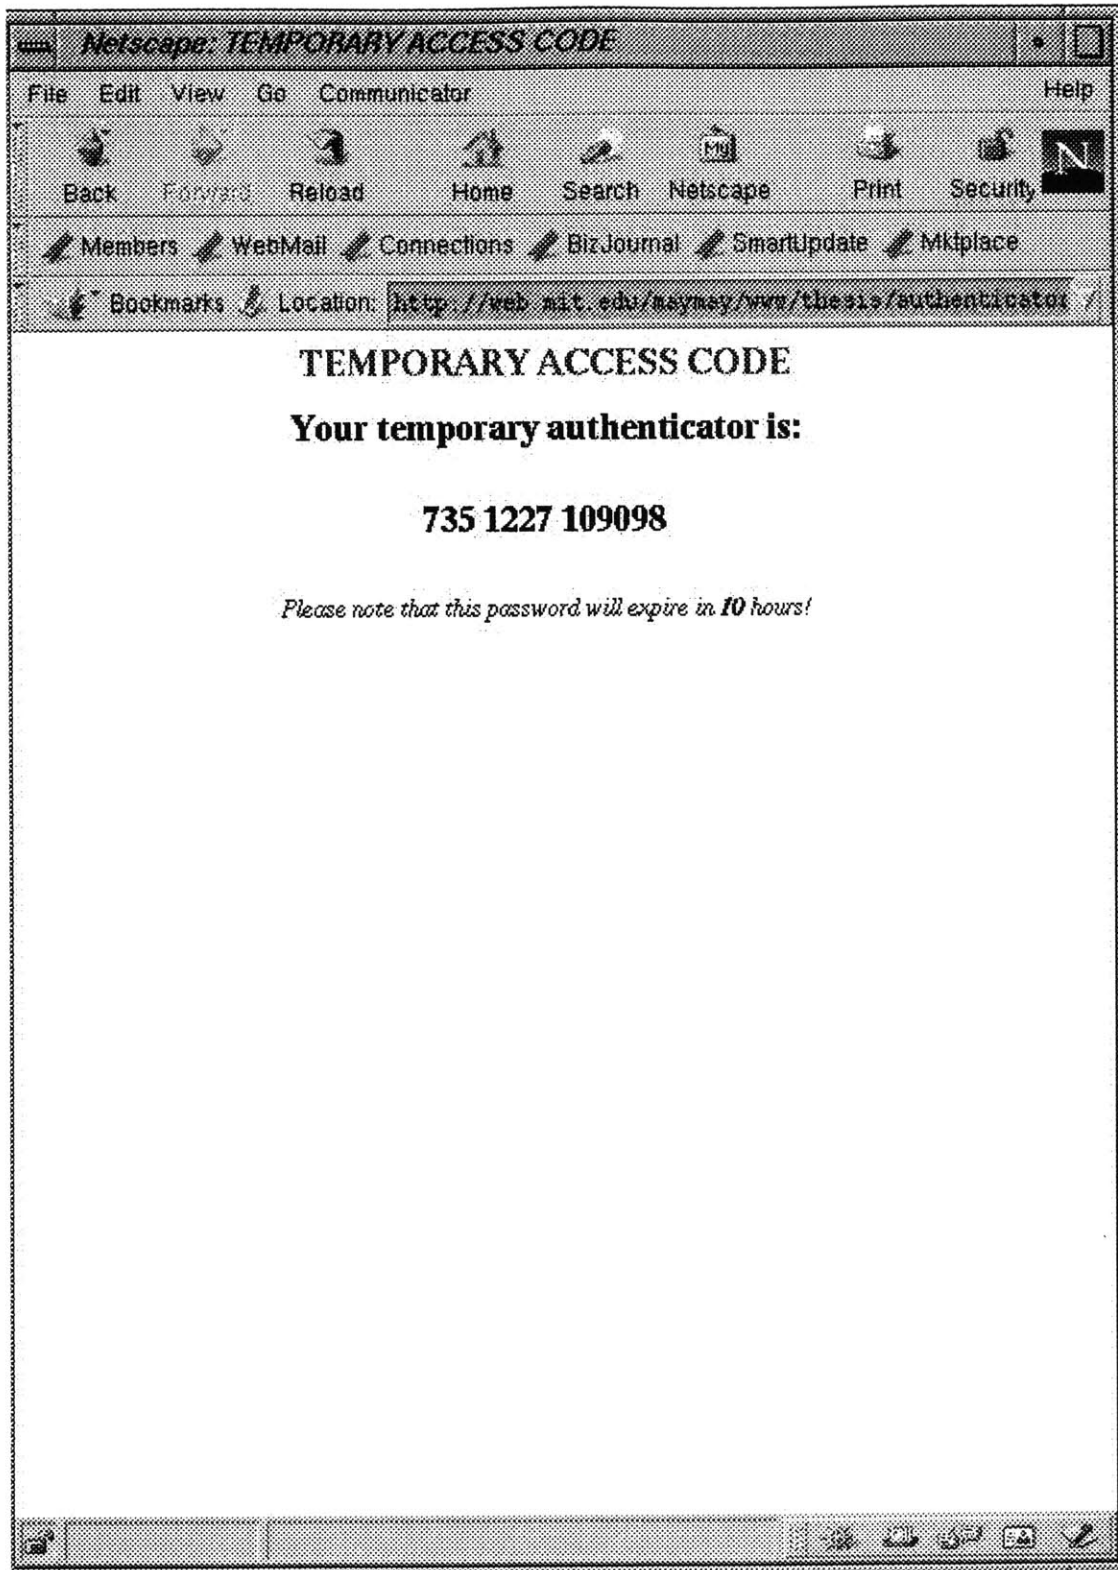 Netscape: TEMPORARY ACCESS CODE
File Edit View Go Communicator Help
My N
Back Forward Reload Home Search Netscape Print Security
Members WebMail Connections BizJournal SmartUpdate Mktplace
Bookmarks Location: http://web.mit.edu/maymay/www/thesis/authenticator
TEMPORARY ACCESS CODE
Your temporary authenticator is:
735 1227 109098
Please note that this password will expire in 10 hours!